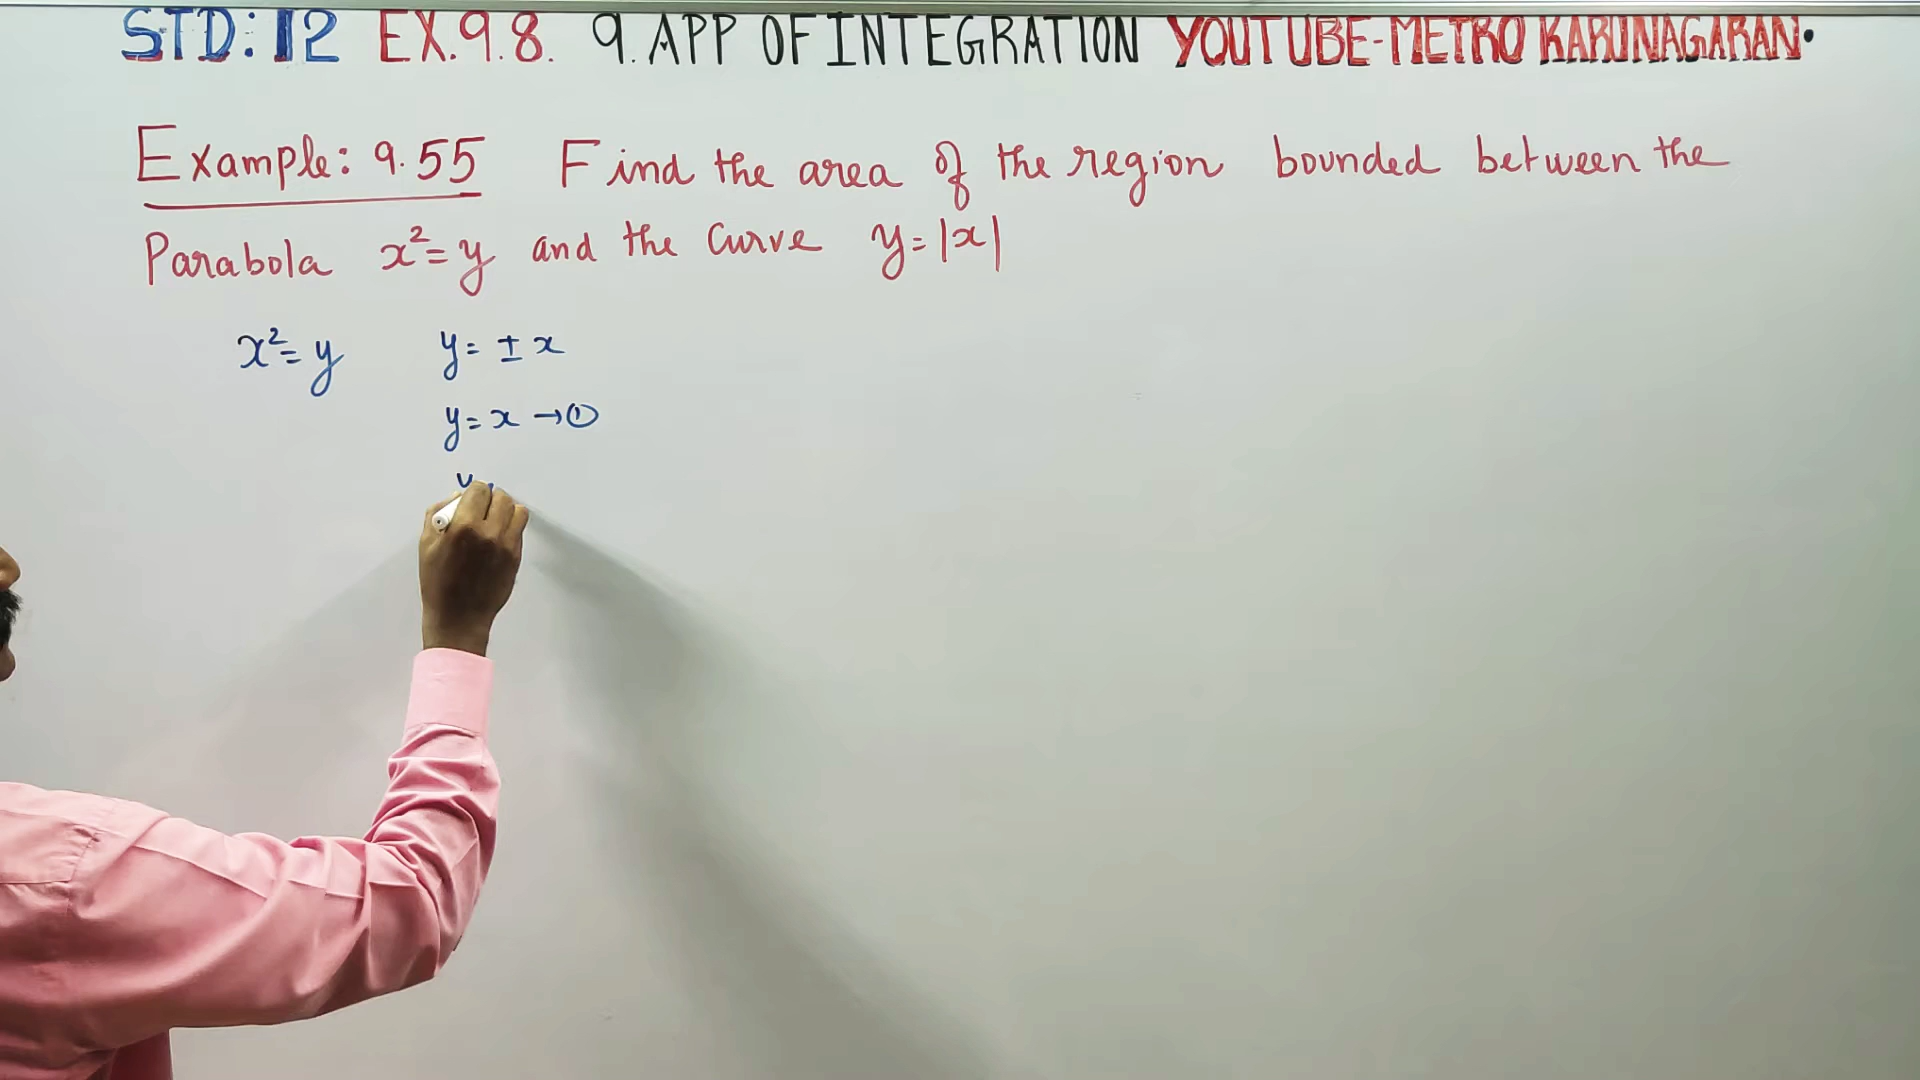 STD: 12 EX.9.8. 9. APP OF INTEGRATION YOUTUBE-METRO KARUNAGARAN.
Example: 9.55 Find the area of the region bounded between the
Parabola x²=y and the curve y=|x|
x²=y y= ± x
y= x →①
y